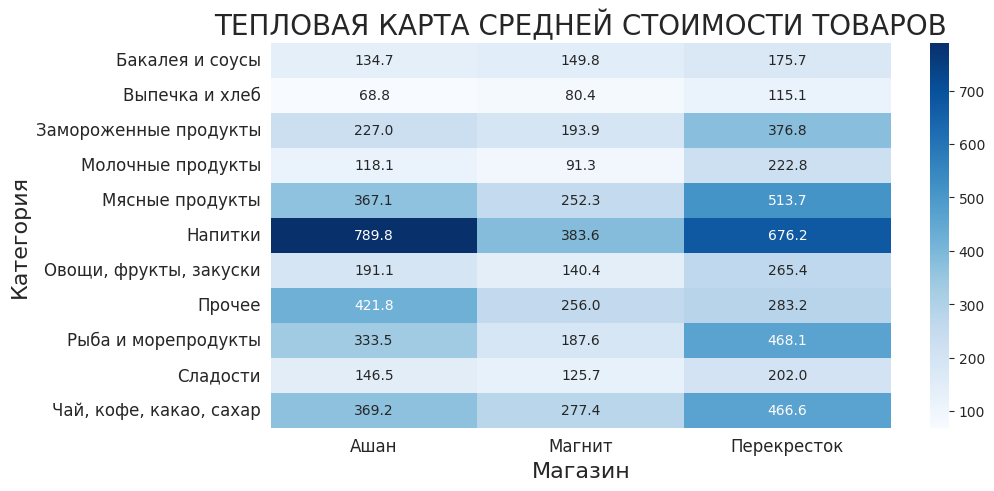 ТЕПЛОВАЯ КАРТА СРЕДНЕЙ СТОИМОСТИ ТОВАРОВ
Категория
Бакалея и соусы 134.7 149.8 175.7
Выпечка и хлеб 68.8 80.4 115.1
Замороженные продукты 227.0 193.9 376.8
Молочные продукты 118.1 91.3 222.8
Мясные продукты 367.1 252.3 513.7
Напитки 789.8 383.6 676.2
Овощи, фрукты, закуски 191.1 140.4 265.4
Прочее 421.8 256.0 283.2
Рыба и морепродукты 333.5 187.6 468.1
Сладости 146.5 125.7 202.0
Чай, кофе, какао, сахар 369.2 277.4 466.6
Ашан Магнит Перекресток
Магазин
700
600
500
400
300
200
100